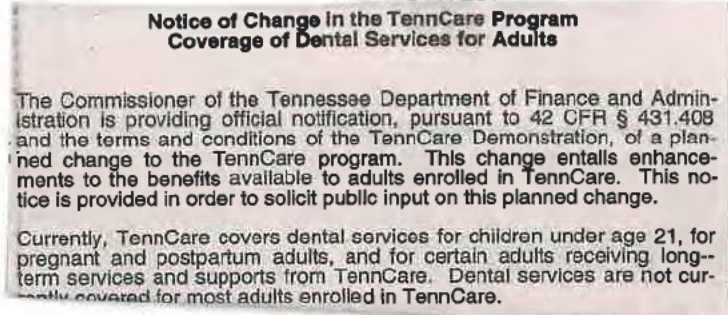 Notice of Change in the TennCare Program
Coverage of Dental Services for Adults
The Commissioner of the Tennessee Department of Finance and Admin-
istration is providing official notification, pursuant to 42 CFR § 431.408
and the terms and conditions of the TennCare Demonstration, of a plan-
ned change to the TennCare program. This change entails enhance-
ments to the benefits available to adults enrolled in TennCare. This no-
tice is provided in order to solicit public input on this planned change.
Currently, TennCare covers dental services for children under age 21, for
pregnant and postpartum adults, and for certain adults receiving long--
term services and supports from TennCare. Dental services are not cur-
rently covered for most adults enrolled in TennCare.